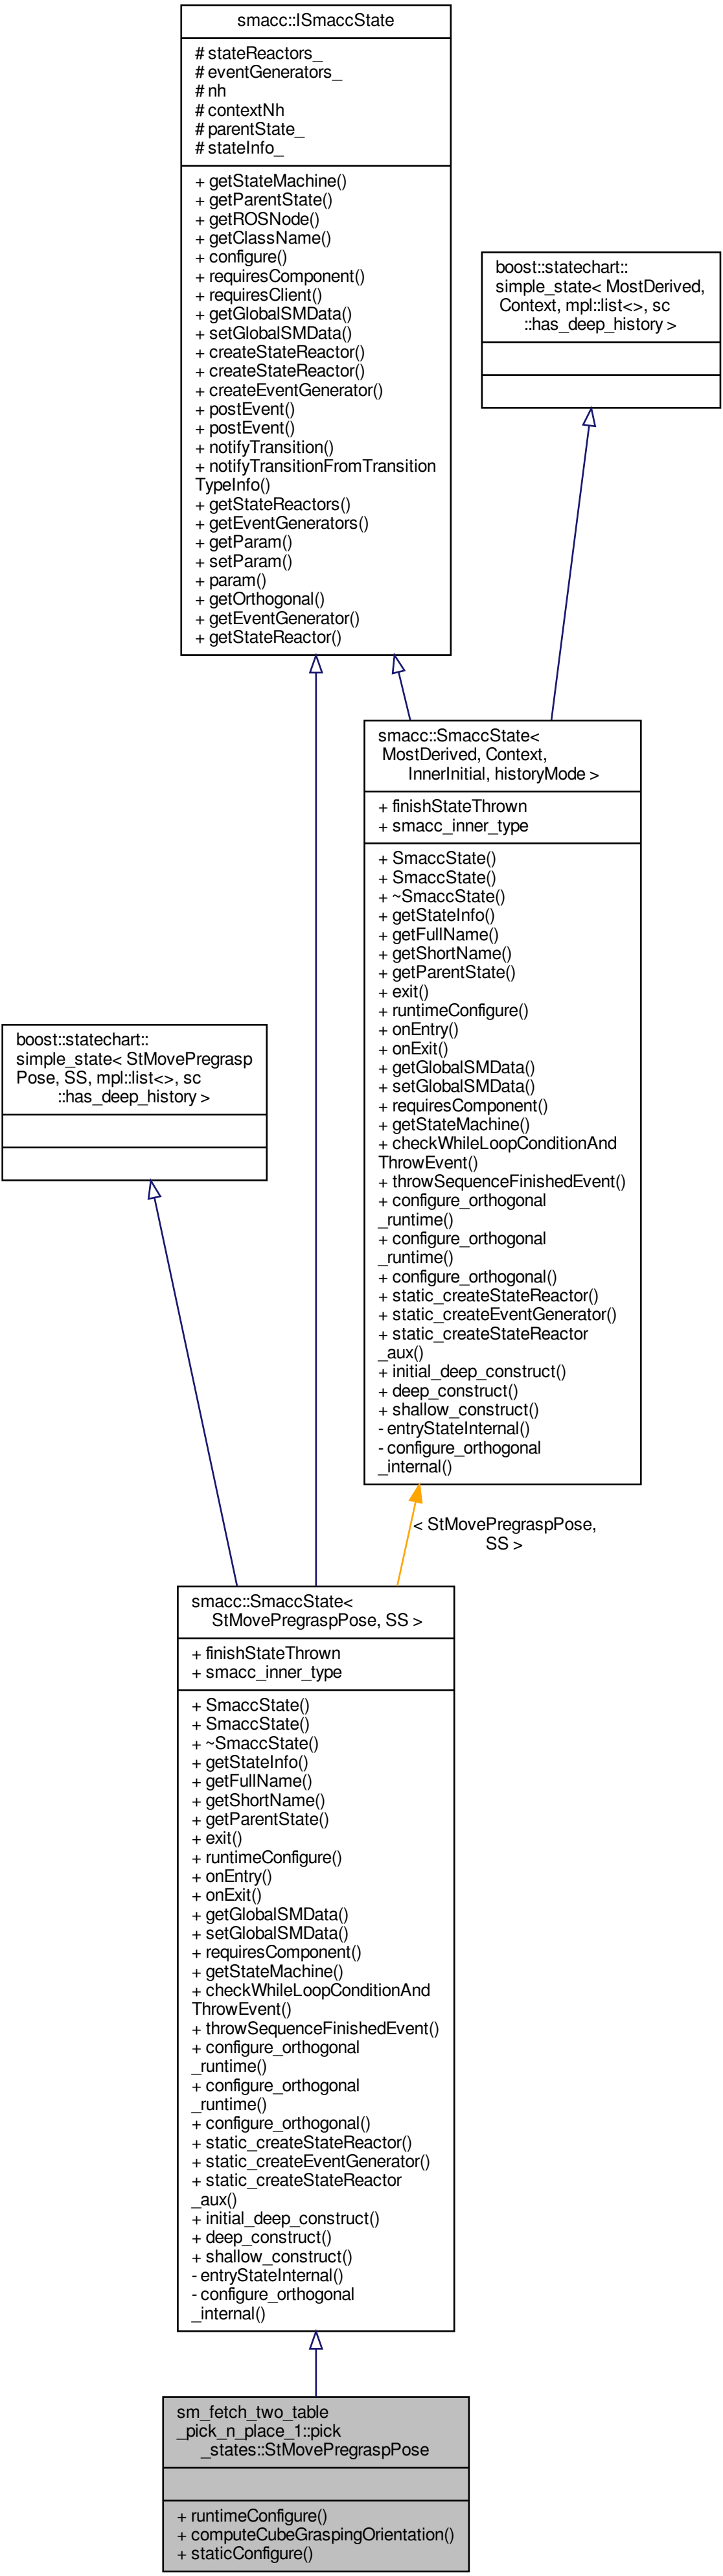 smacc::ISmaccState
# stateReactors_
# eventGenerators_
# nh
# contextNh
# parentState_
# stateInfo_
+ getStateMachine()
+ getParentState()
+ getROSNode()
+ getClassName()
+ configure()
+ requiresComponent()
+ requiresClient()
+ getGlobalSMData()
+ setGlobalSMData()
+ createStateReactor()
+ createStateReactor()
+ createEventGenerator()
+ postEvent()
+ postEvent()
+ notifyTransition()
+ notifyTransitionFromTransition
TypeInfo()
+ getStateReactors()
+ getEventGenerators()
+ getParam()
+ setParam()
+ param()
+ getOrthogonal()
+ getEventGenerator()
+ getStateReactor()
boost::statechart::
simple_state< MostDerived,
Context, mpl::list<>, sc
::has_deep_history >
smacc::SmaccState<
MostDerived, Context,
InnerInitial, historyMode >
+ finishStateThrown
+ smacc_inner_type
+ SmaccState()
+ SmaccState()
+ ~SmaccState()
+ getStateInfo()
+ getFullName()
+ getShortName()
+ getParentState()
+ exit()
+ runtimeConfigure()
+ onEntry()
+ onExit()
+ getGlobalSMData()
+ setGlobalSMData()
+ requiresComponent()
+ getStateMachine()
+ checkWhileLoopConditionAnd
ThrowEvent()
+ throwSequenceFinishedEvent()
+ configure_orthogonal
_runtime()
+ configure_orthogonal
_runtime()
+ configure_orthogonal()
+ static_createStateReactor()
+ static_createEventGenerator()
+ static_createStateReactor
_aux()
+ initial_deep_construct()
+ deep_construct()
+ shallow_construct()
- entryStateInternal()
- configure_orthogonal
_internal()
boost::statechart::
simple_state< StMovePregrasp
Pose, SS, mpl::list<>, sc
::has_deep_history >
< StMovePregraspPose,
SS >
smacc::SmaccState<
StMovePregraspPose, SS >
+ finishStateThrown
+ smacc_inner_type
+ SmaccState()
+ SmaccState()
+ ~SmaccState()
+ getStateInfo()
+ getFullName()
+ getShortName()
+ getParentState()
+ exit()
+ runtimeConfigure()
+ onEntry()
+ onExit()
+ getGlobalSMData()
+ setGlobalSMData()
+ requiresComponent()
+ getStateMachine()
+ checkWhileLoopConditionAnd
ThrowEvent()
+ throwSequenceFinishedEvent()
+ configure_orthogonal
_runtime()
+ configure_orthogonal
_runtime()
+ configure_orthogonal()
+ static_createStateReactor()
+ static_createEventGenerator()
+ static_createStateReactor
_aux()
+ initial_deep_construct()
+ deep_construct()
+ shallow_construct()
- entryStateInternal()
- configure_orthogonal
_internal()
sm_fetch_two_table
_pick_n_place_1::pick
_states::StMovePregraspPose
+ runtimeConfigure()
+ computeCubeGraspingOrientation()
+ staticConfigure()